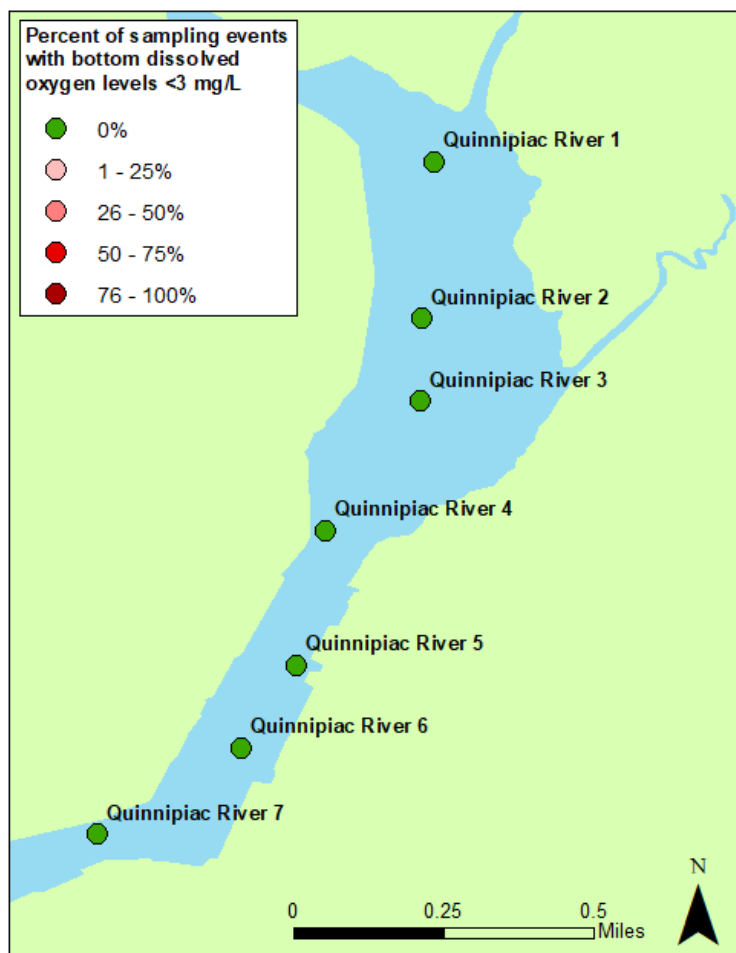 Percent of sampling events
with bottom dissolved
oxygen levels <3 mg/L
0%
1 - 25%
26 - 50%
50 - 75%
76 - 100%
Quinnipiac River 1
Quinnipiac River 2
Quinnipiac River 3
Quinnipiac River 4
Quinnipiac River 5
Quinnipiac River 6
Quinnipiac River 7
N
0 0.25 0.5
Miles